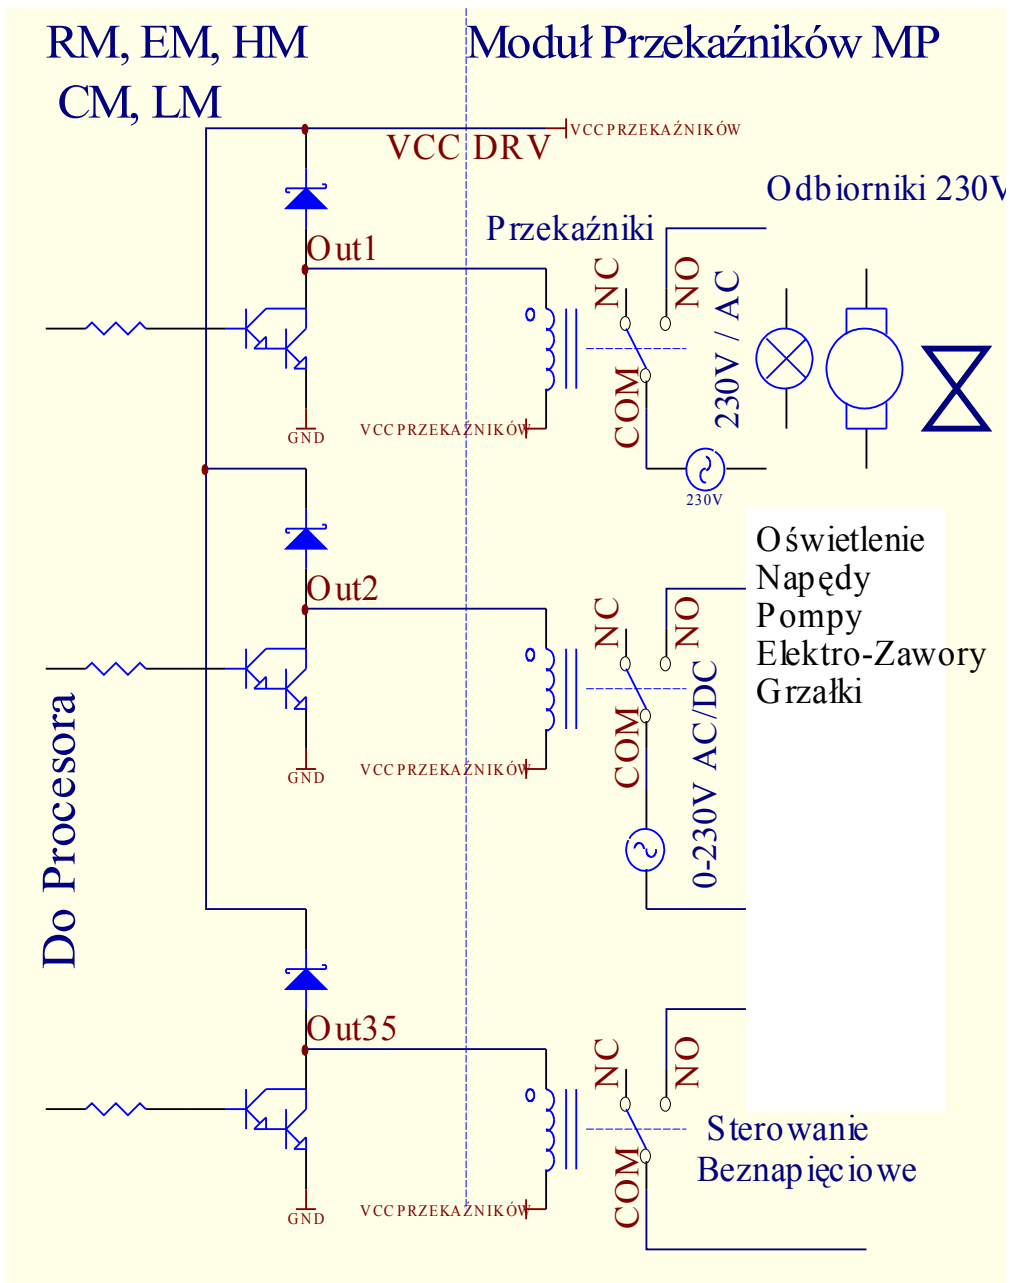 RM, EM, HM
CM, LM
Moduł Przekaźników MP
VCC DRV
VCC PRZEKAŹNIKÓW
Odbiorniki 230V
Przekaźniki
Out1
NC
NO
COM
230V / AC
GND
VCC PRZEKAŹNIKÓW
230V
Oświetlenie
Napędy
Pompy
Elektro-Zawory
Grzałki
Out2
NC
NO
COM
0-230V AC/DC
GND
VCC PRZEKAŹNIKÓW
Do Procesora
Out35
NC
NO
COM
Sterowanie
Beznapięciowe
GND
VCC PRZEKAŹNIKÓW